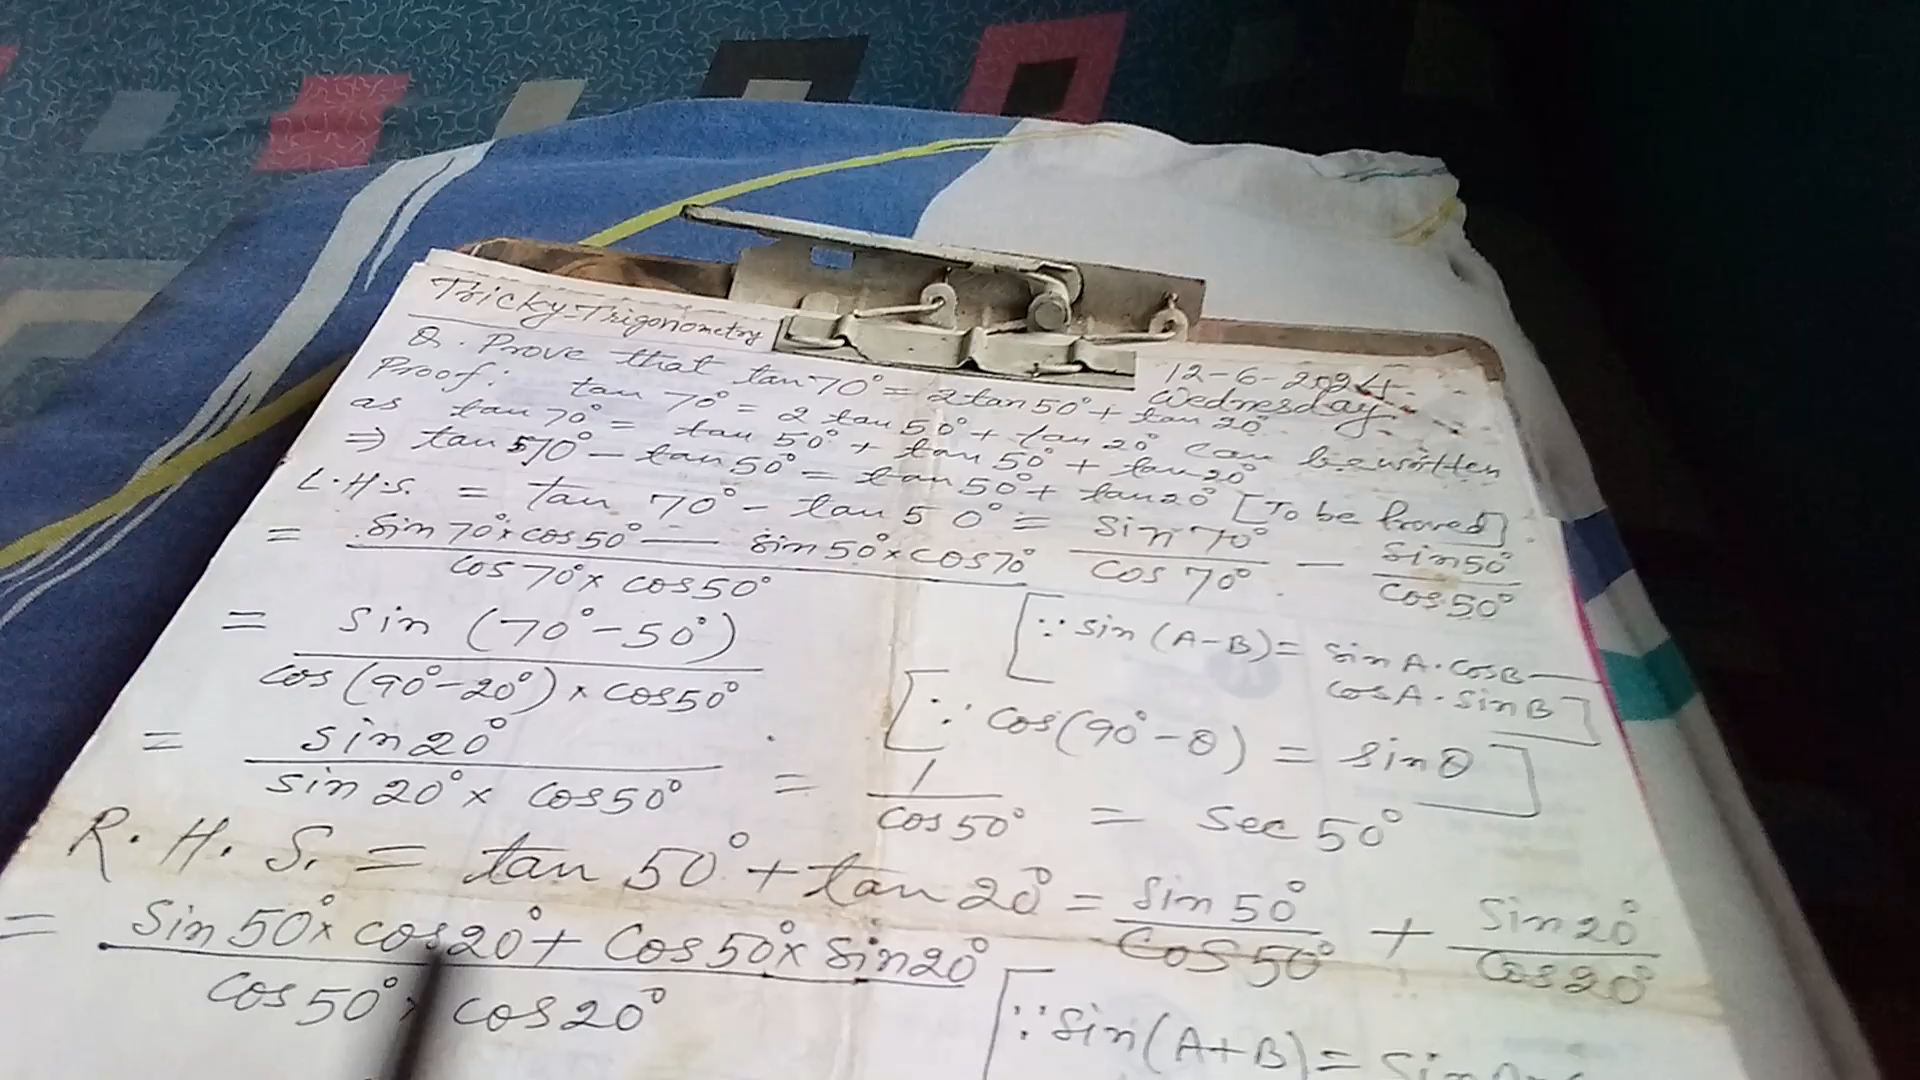 Tricky Trigonometry
12-6-2024
Wednesday.
Q. Prove that tan 70° = 2 tan 50° + tan 20°
Proof: tan 70° = 2 tan 50° + tan 20° can be written
as tan 70° = tan 50° + tan 50° + tan 20°
⇒ tan 70° - tan 50° = tan 50° + tan 20° [To be Proved]
L.H.S. = tan 70° - tan 50° = sin 70° / cos 70° - sin 50° / cos 50°
= sin 70° × cos 50° - sin 50° × cos 70° / cos 70° × cos 50°
= sin (70° - 50°) / cos (90° - 20°) × cos 50° [∵ sin (A-B) = sin A . cos B - cos A . sin B]
[∵ cos (90° - θ) = sin θ]
= sin 20° / sin 20° × cos 50° = 1 / cos 50° = sec 50°
R.H.S. = tan 50° + tan 20° = sin 50° / cos 50° + sin 20° / cos 20°
= sin 50° × cos 20° + cos 50° × sin 20° / cos 50° × cos 20°
[∵ sin (A+B) = sin